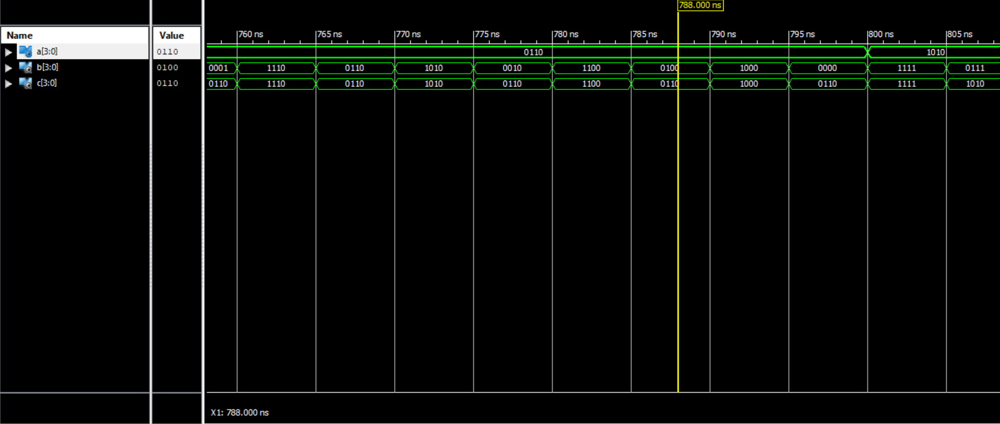 788.000 ns
Name Value 760 ns 765 ns 770 ns 775 ns 780 ns 785 ns 790 ns 795 ns 800 ns 805 ns
a[3:0] 0110 0110 1010
b[3:0] 0100 0001 1110 0110 1010 0010 1100 0100 1000 0000 1111 0111
c[3:0] 0110 0110 1110 0110 1010 0110 1100 0110 1000 0110 1111 1010
X1: 788.000 ns